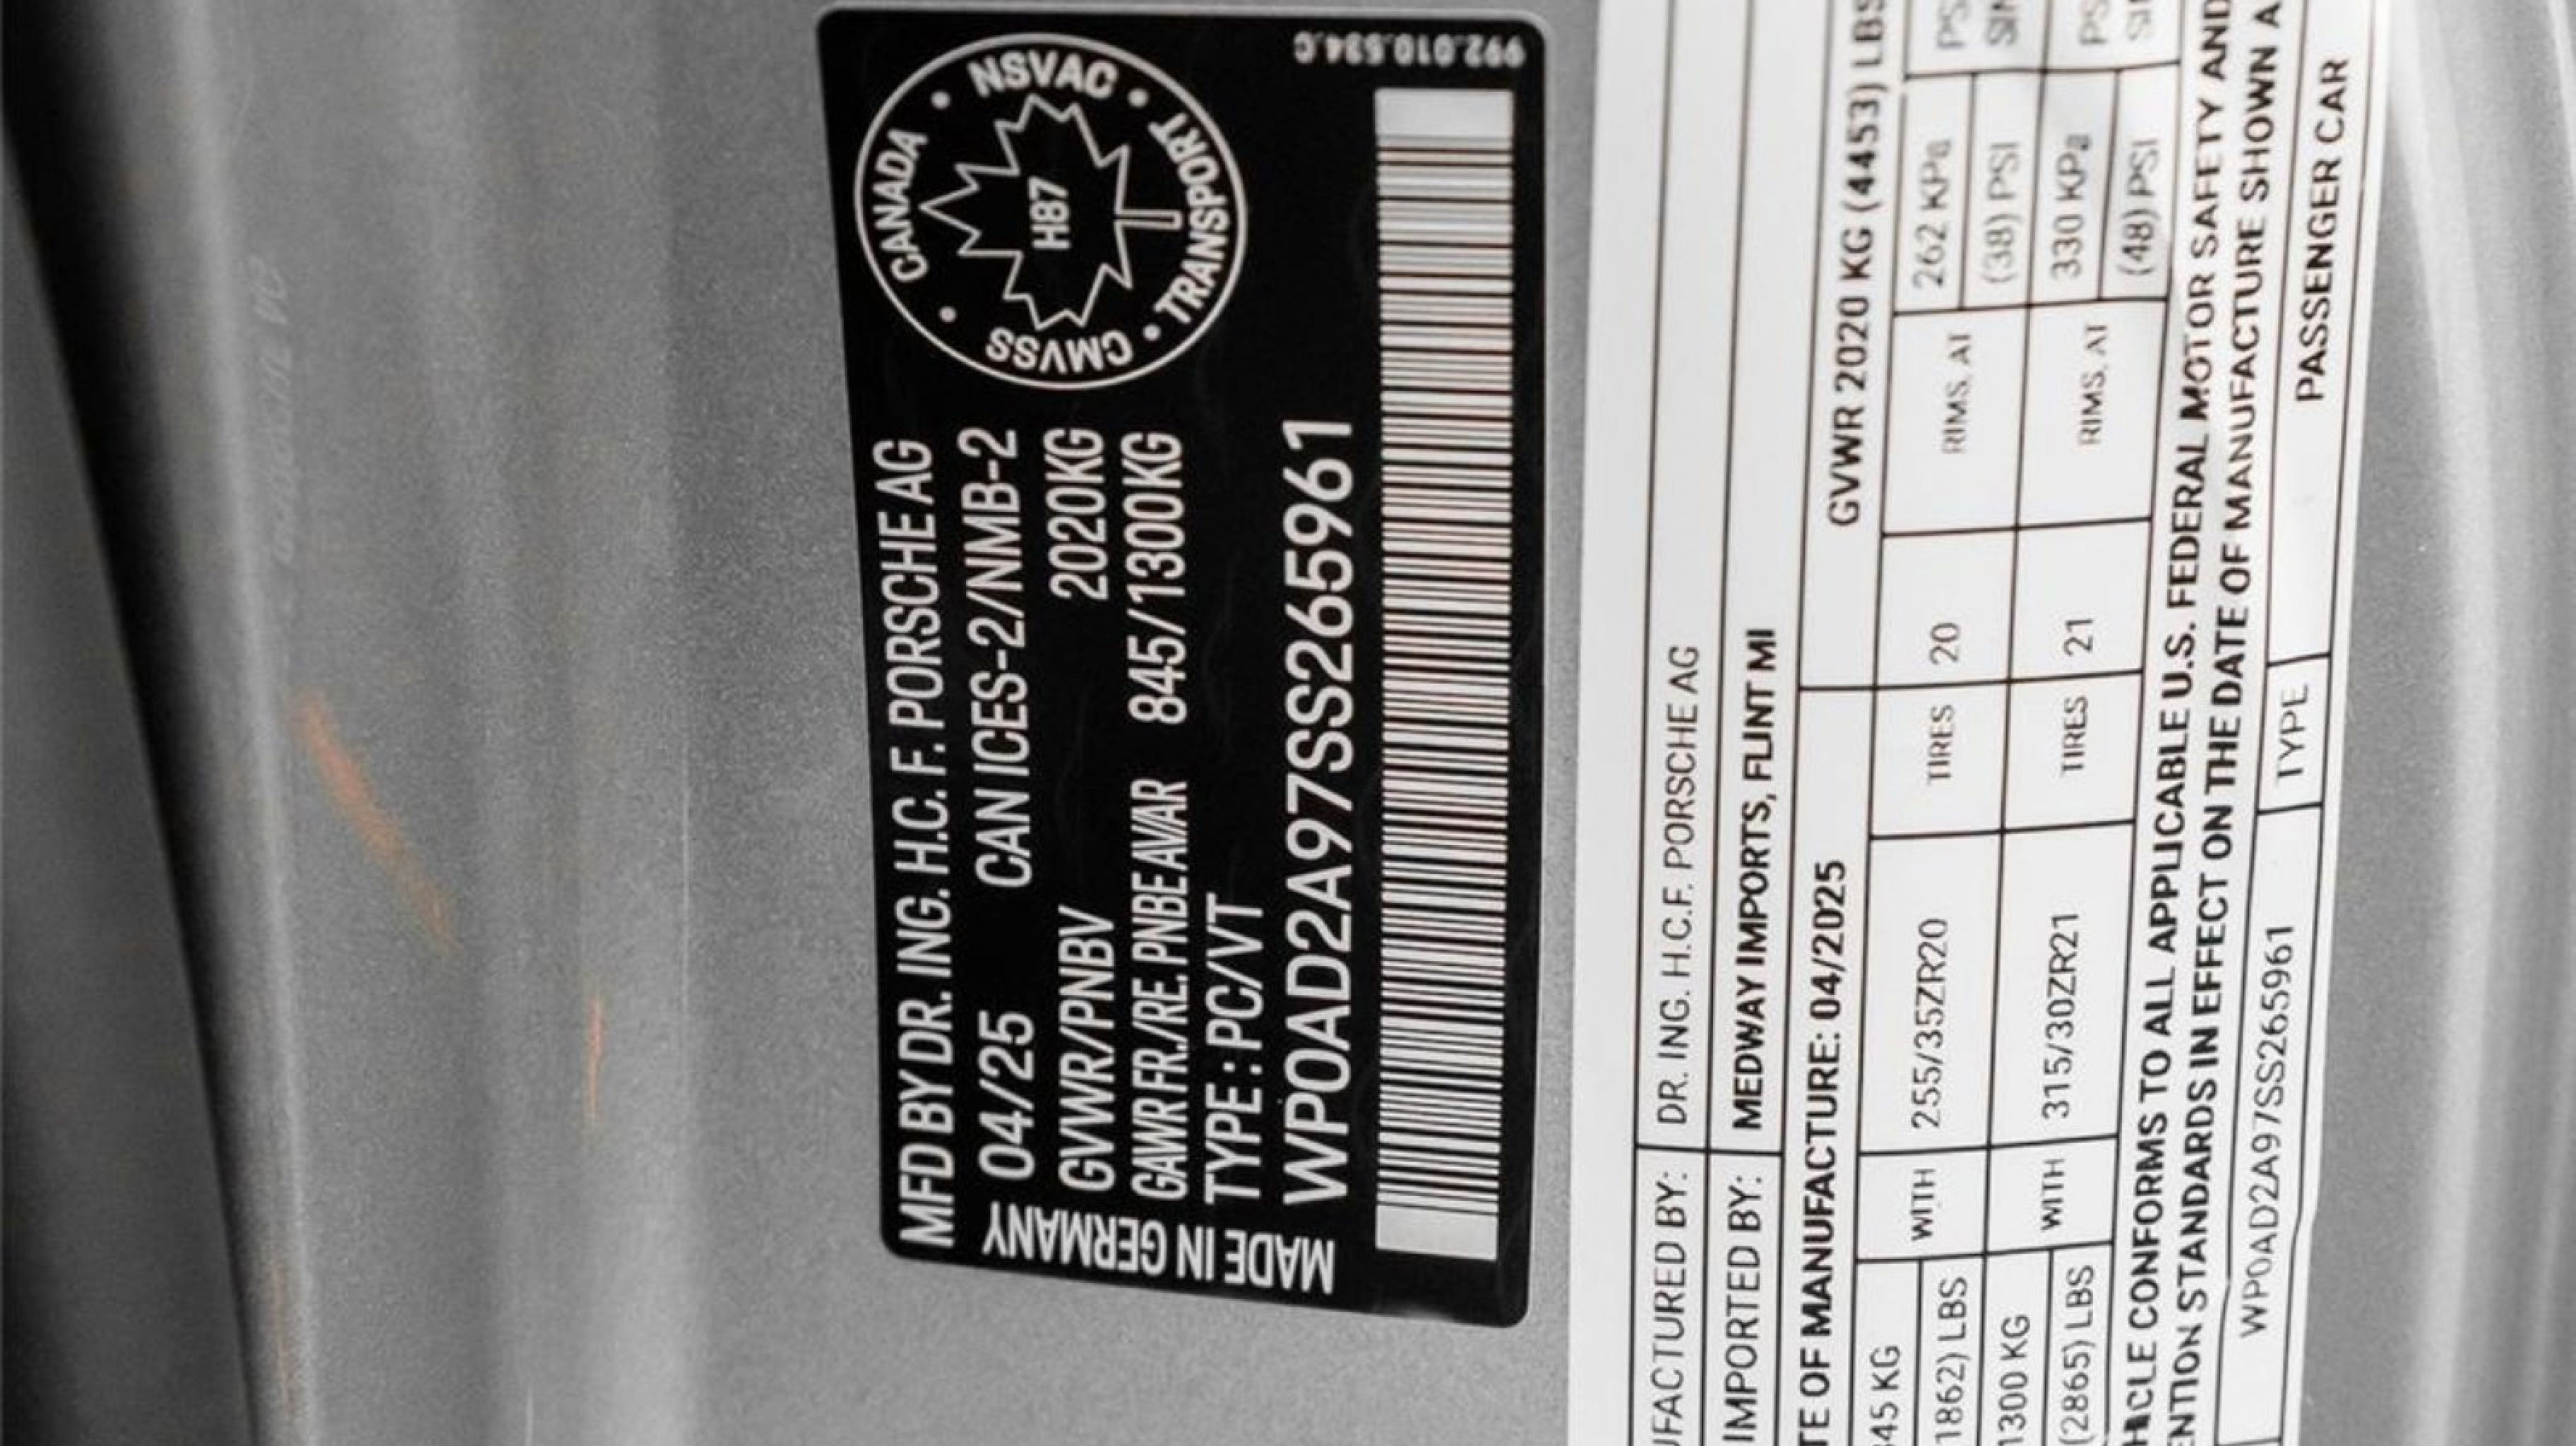 MFD BY DR. ING. H.C. F. PORSCHE AG
04/25 CAN ICES-2/NMB-2
GVWR/PNBV 2020KG
GAWR FR./RE. PNBE AV/AR 845/1300KG
TYPE : PC/VT
WP0AD2A97SS265961
MADE IN GERMANY
CANADA • NSVAC • TRANSPORT • CMVSS •
H87
992.010.534.C
UFACTURED BY: DR. ING. H.C.F. PORSCHE AG
IMPORTED BY: MEDWAY IMPORTS, FLINT MI
TE OF MANUFACTURE: 04/2025 GVWR 2020 KG (4453) LBS
345 KG WITH 255/35ZR20 TIRES 20 RIMS, AT 262 KPa PS
1862) LBS (38) PSI SIN
1300 KG WITH 315/30ZR21 TIRES 21 RIMS, AT 330 KPa PS
(2865) LBS (48) PSI SI
HICLE CONFORMS TO ALL APPLICABLE U.S. FEDERAL MOTOR SAFETY AND
ENTION STANDARDS IN EFFECT ON THE DATE OF MANUFACTURE SHOWN A
WP0AD2A97SS265961 TYPE PASSENGER CAR